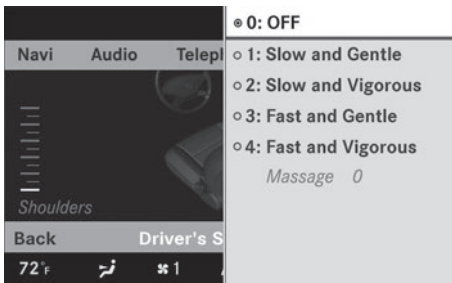 0: OFF
Navi Audio Teleph
1: Slow and Gentle
2: Slow and Vigorous
3: Fast and Gentle
4: Fast and Vigorous
Massage 0
Shoulders
Back Driver's S
72°F 1